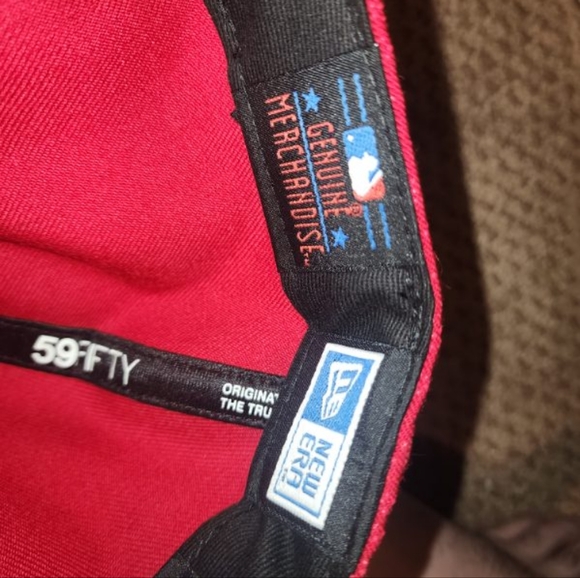 GENUINE
MERCHANDISE
59FIFTY
ORIGINA
THE TRU
NEW
ERA